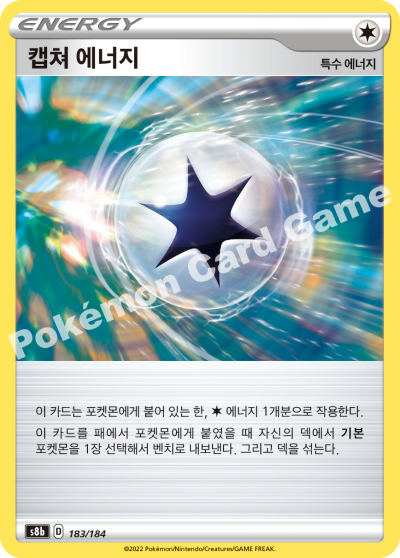 ENERGY
캡쳐 에너지
특수 에너지
Pokémon Card Game
이 카드는 포켓몬에게 붙어 있는 한, 에너지 1개분으로 작용한다.
이 카드를 패에서 포켓몬에게 붙였을 때 자신의 덱에서 기본
포켓몬을 1장 선택해서 벤치로 내보낸다. 그리고 덱을 섞는다.
s8b D 183/184
©2022 Pokémon/Nintendo/Creatures/GAME FREAK.